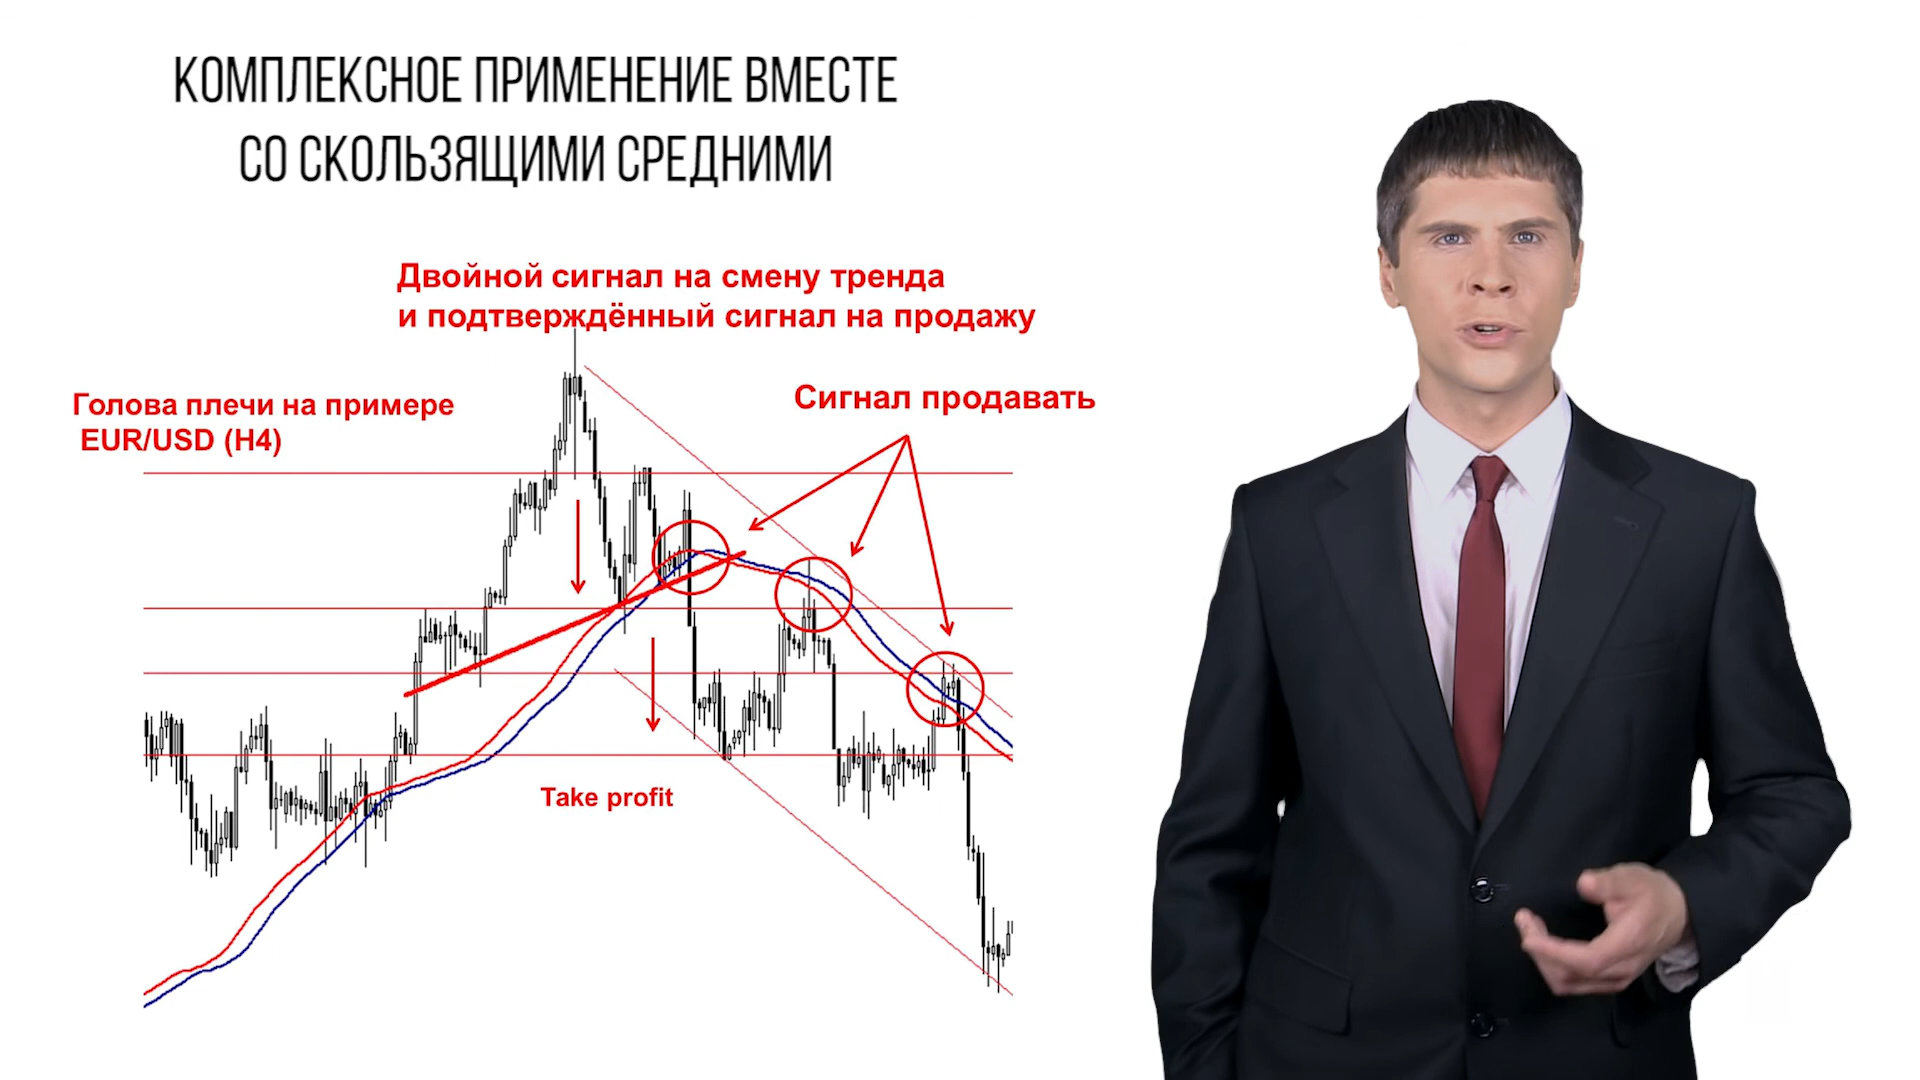 КОМПЛЕКСНОЕ ПРИМЕНЕНИЕ ВМЕСТЕ
СО СКОЛЬЗЯЩИМИ СРЕДНИМИ
Двойной сигнал на смену тренда
и подтверждённый сигнал на продажу
Голова плечи на примере
EUR/USD (H4)
Сигнал продавать
Take profit